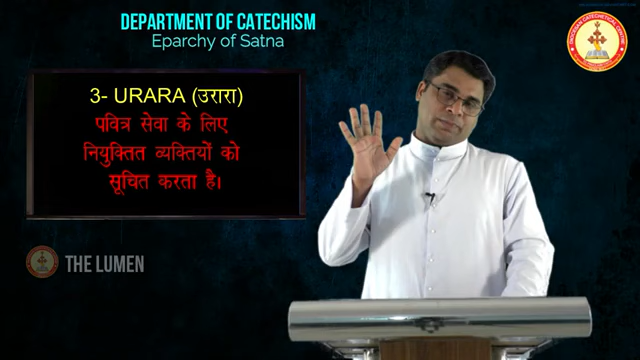 DEPARTMENT OF CATECHISM
Eparchy of Satna
3- URARA (उरारा)
पवित्र सेवा के लिए
नियुक्तित व्यक्तियों को
सूचित करता है।
THE LUMEN